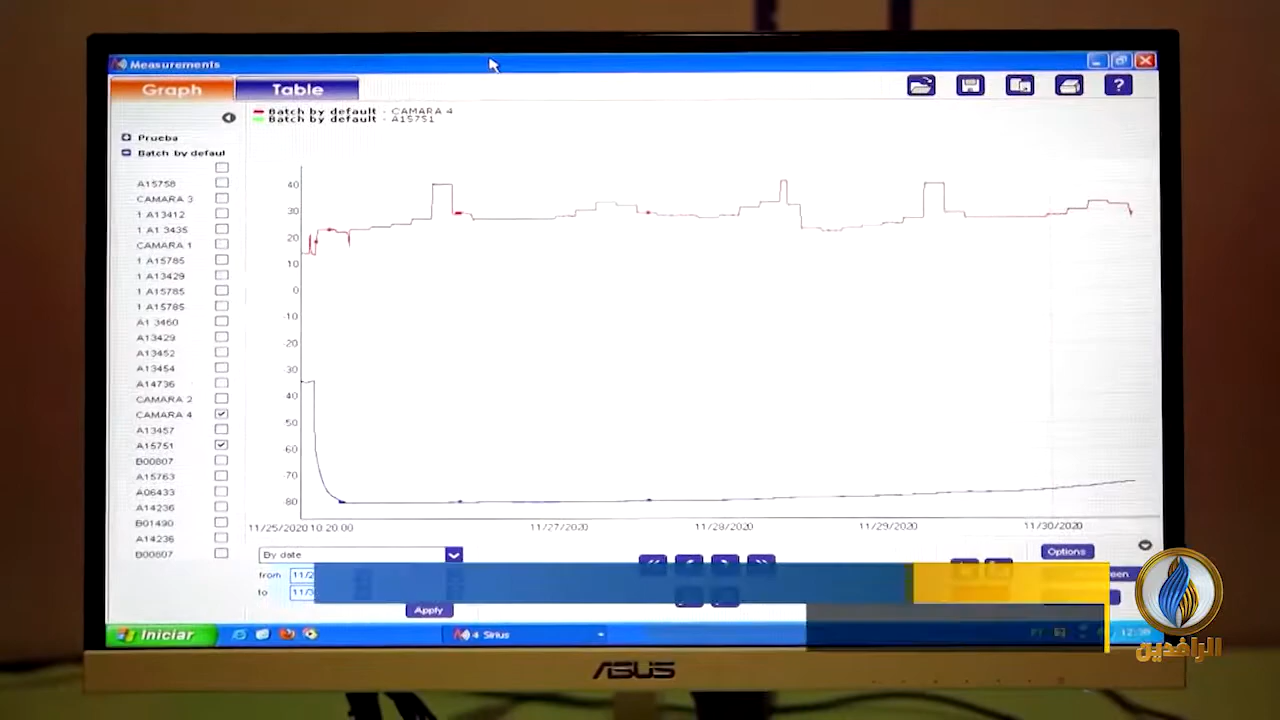 Measurements
Graph
Table
?
Batch by default - CAMARA 4
Batch by default - A15751
Prueba
Batch by defaul
A15758
CAMARA 3
1 A13412
1 A1 3435
CAMARA 1
1 A15785
1 A13429
1 A15785
1 A15785
A1 3460
A13429
A13452
A13454
A14736
CAMARA 2
CAMARA 4
A13457
A15751
B00807
A15763
A06433
A14236
B01490
A14236
B00807
40
30
20
10
0
-10
-20
-30
40
50
-60
-70
-80
11/25/2020 10 20 00
11/27/2020
11/28/2020
11/29/2020
11/30/2020
By date
Options
from
to
Apply
Iniciar
4 Sirius
PT
12:30
ASUS
الرافدين